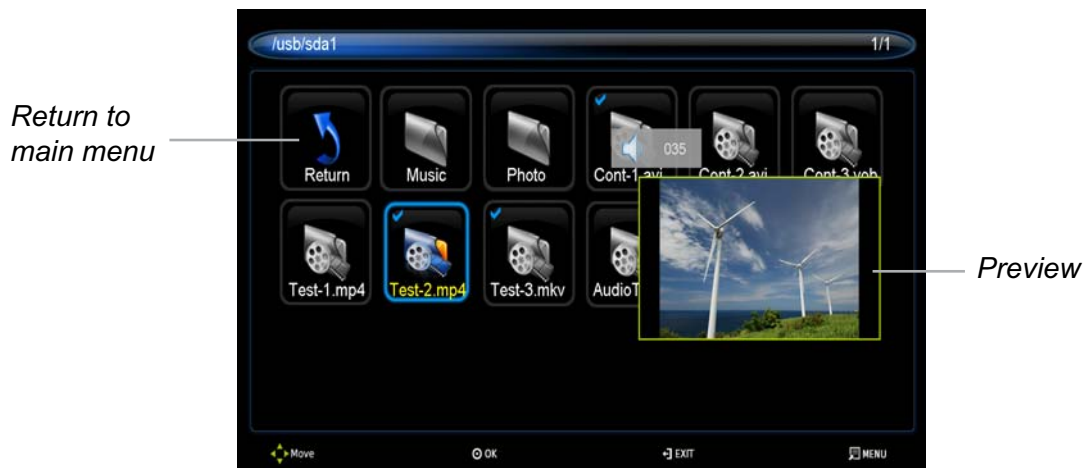 /usb/sda1 1/1
Return to
main menu
035
Return Music Photo Cont-1.avi Cont-2.avi Cont-3.vob
Test-1.mp4 Test-2.mp4 Test-3.mkv AudioT
Preview
Move OK EXIT MENU